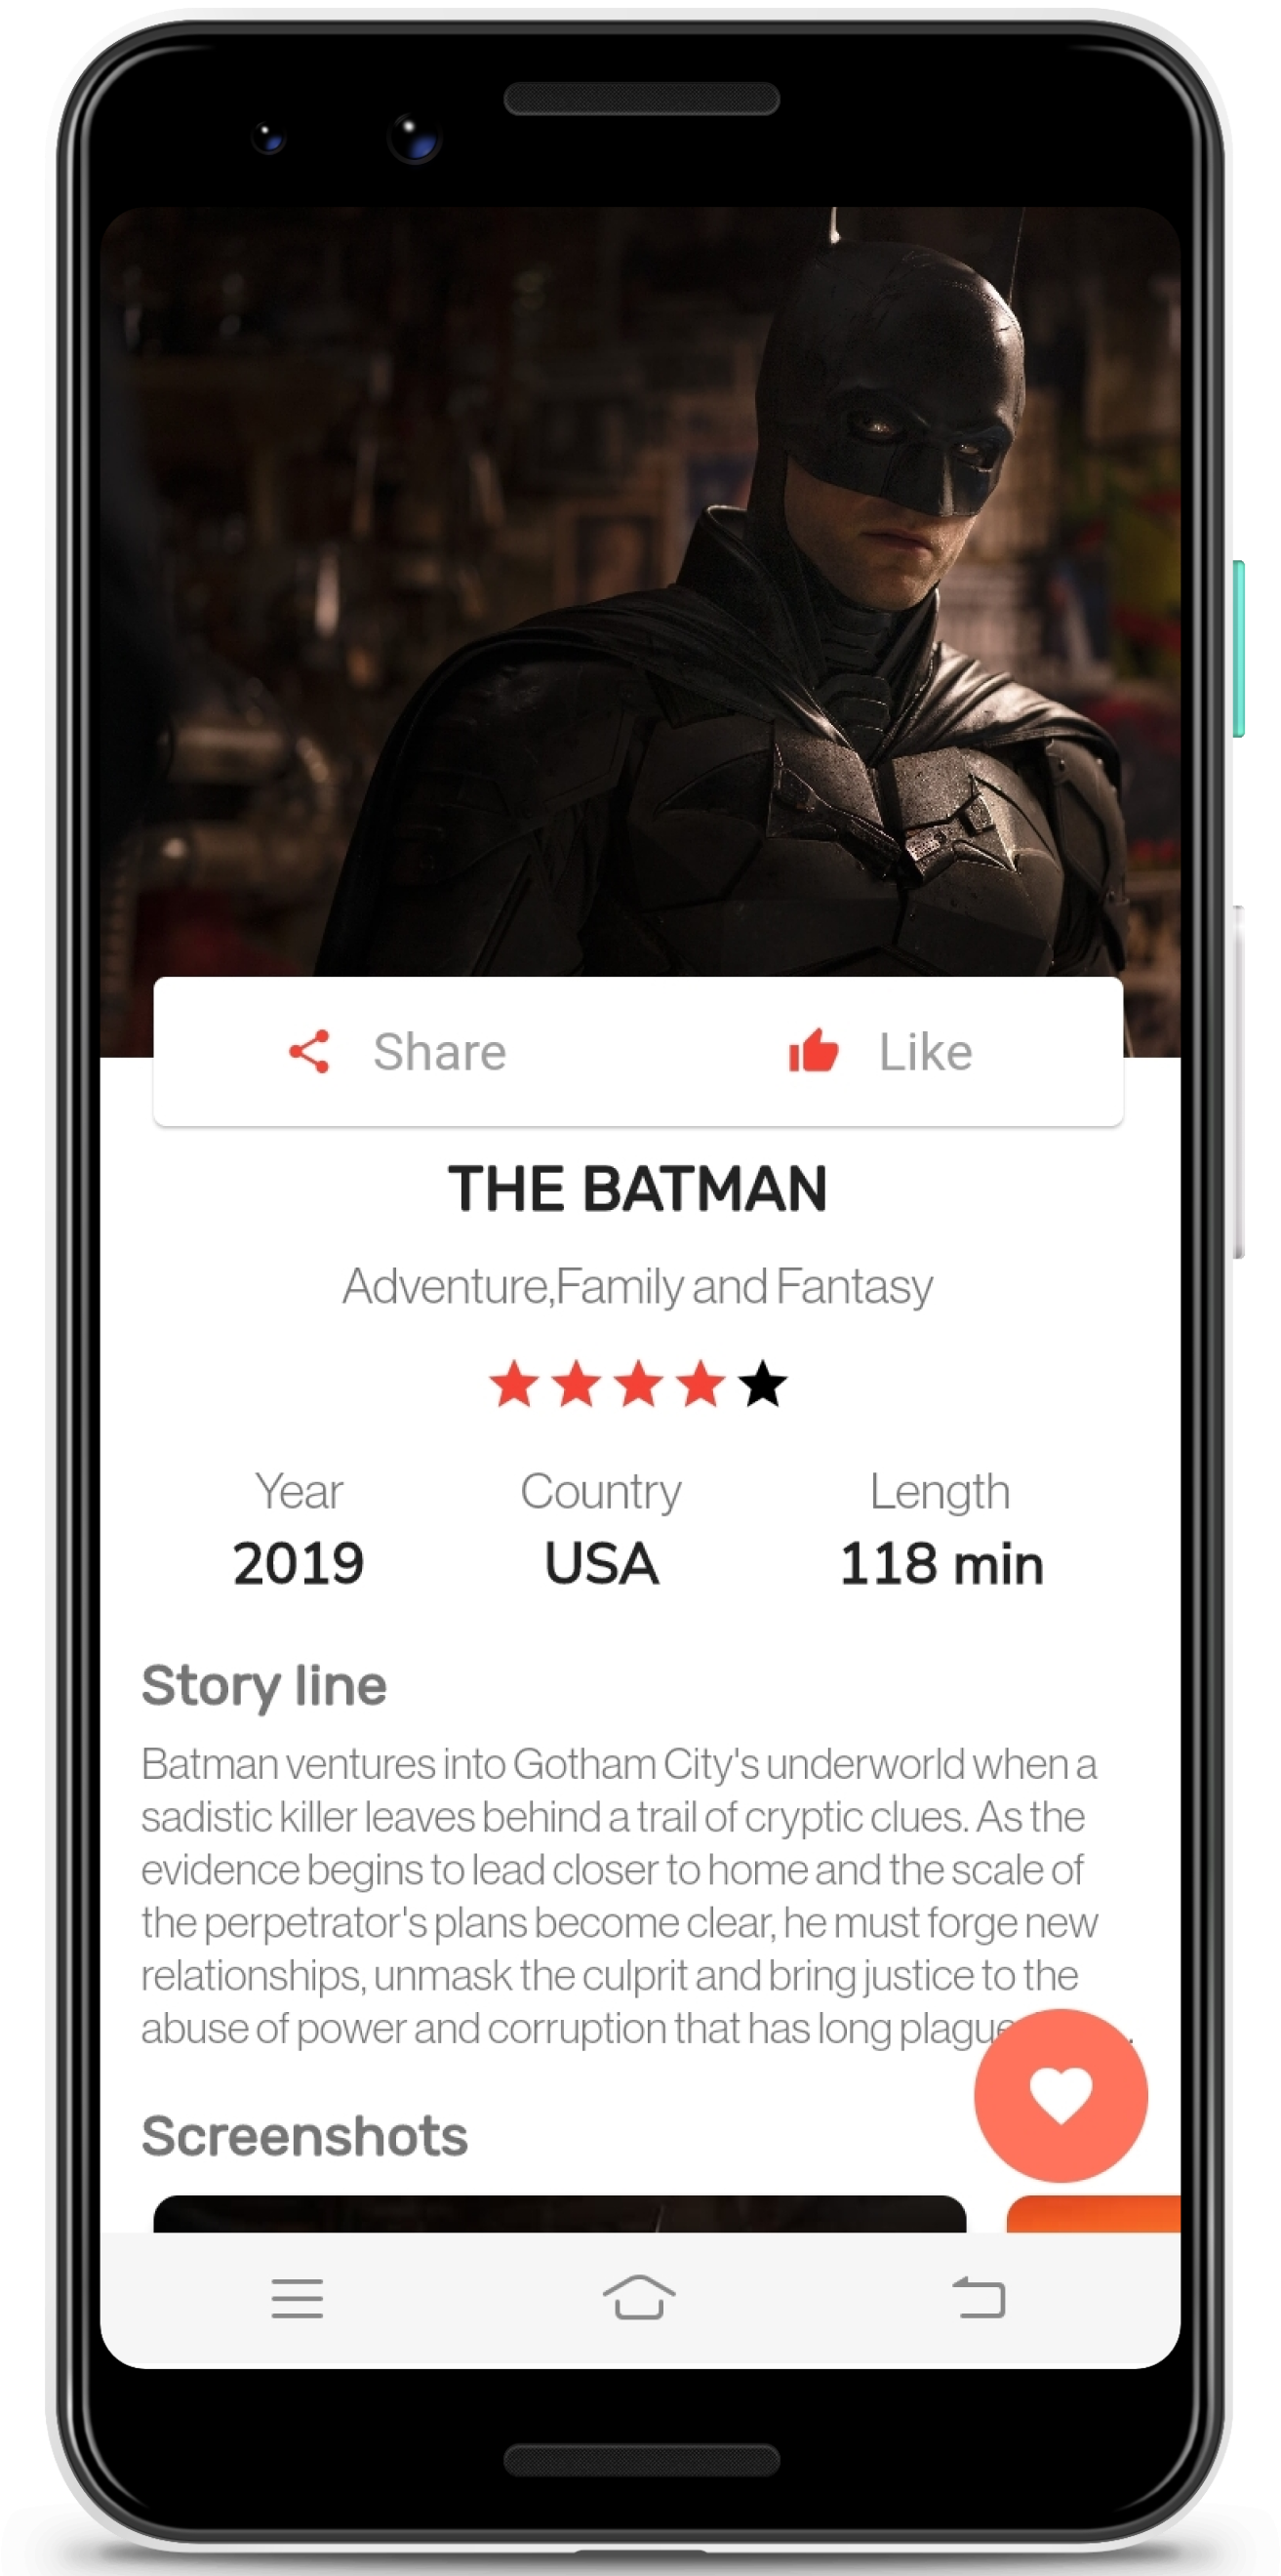 Share
Like
THE BATMAN
Adventure,Family and Fantasy
Year
Country
Length
2019
USA
118 min
Story line
Batman ventures into Gotham City's underworld when a
sadistic killer leaves behind a trail of cryptic clues. As the
evidence begins to lead closer to home and the scale of
the perpetrator's plans become clear, he must forge new
relationships, unmask the culprit and bring justice to the
abuse of power and corruption that has long
Screenshots